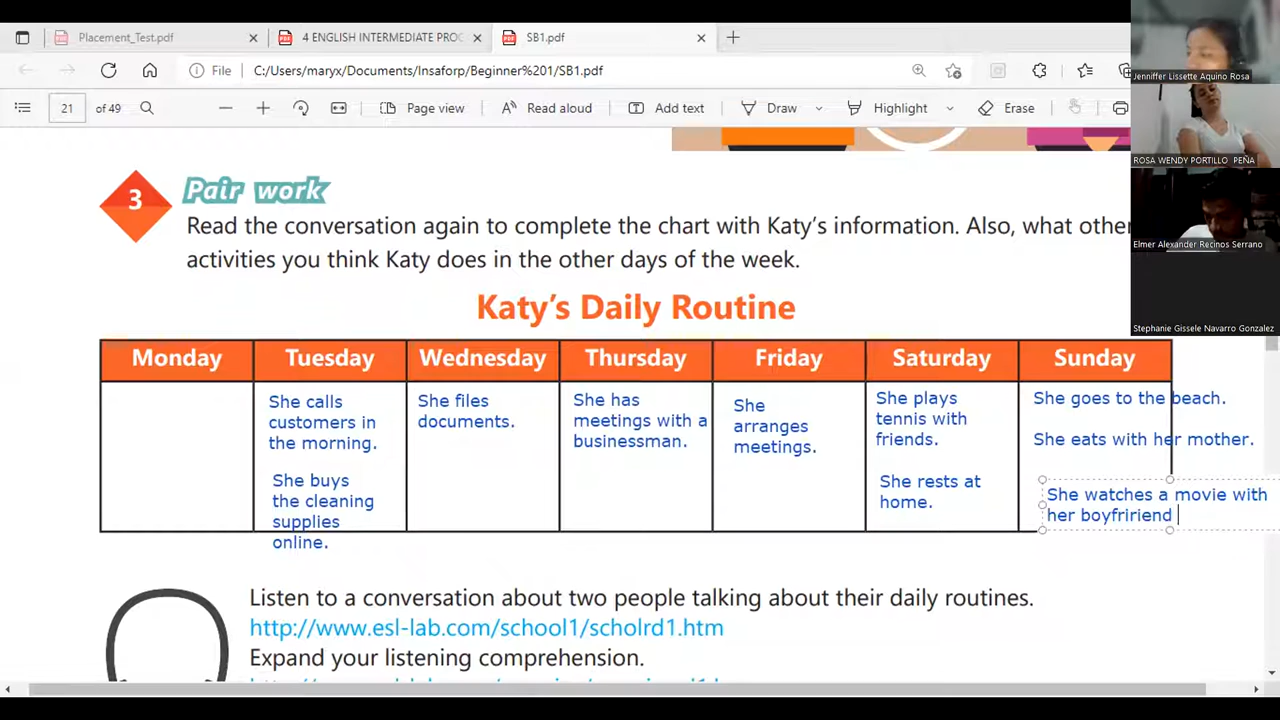 Placement_Test.pdf
4 ENGLISH INTERMEDIATE PROC
SB1.pdf
File
C:/Users/maryx/Documents/Insaforp/Beginner%201/SB1.pdf
21
of 49
Page view
Read aloud
Add text
Draw
Highlight
Erase
Jenniffer Lissette Aquino Rosa
ROSA WENDY PORTILLO PEÑA
Elmer Alexander Recinos Serrano
Stephanie Gissele Navarro Gonzalez
3
Pair work
Read the conversation again to complete the chart with Katy's information. Also, what other
activities you think Katy does in the other days of the week.
Katy's Daily Routine
Monday
Tuesday
Wednesday
Thursday
Friday
Saturday
Sunday
She calls
customers in
the morning.
She buys
the cleaning
supplies
online.
She files
documents.
She has
meetings with a
businessman.
She
arranges
meetings.
She plays
tennis with
friends.
She rests at
home.
She goes to the beach.
She eats with her mother.
She watches a movie with
her boyfririend
Listen to a conversation about two people talking about their daily routines.
http://www.esl-lab.com/school1/scholrd1.htm
Expand your listening comprehension.